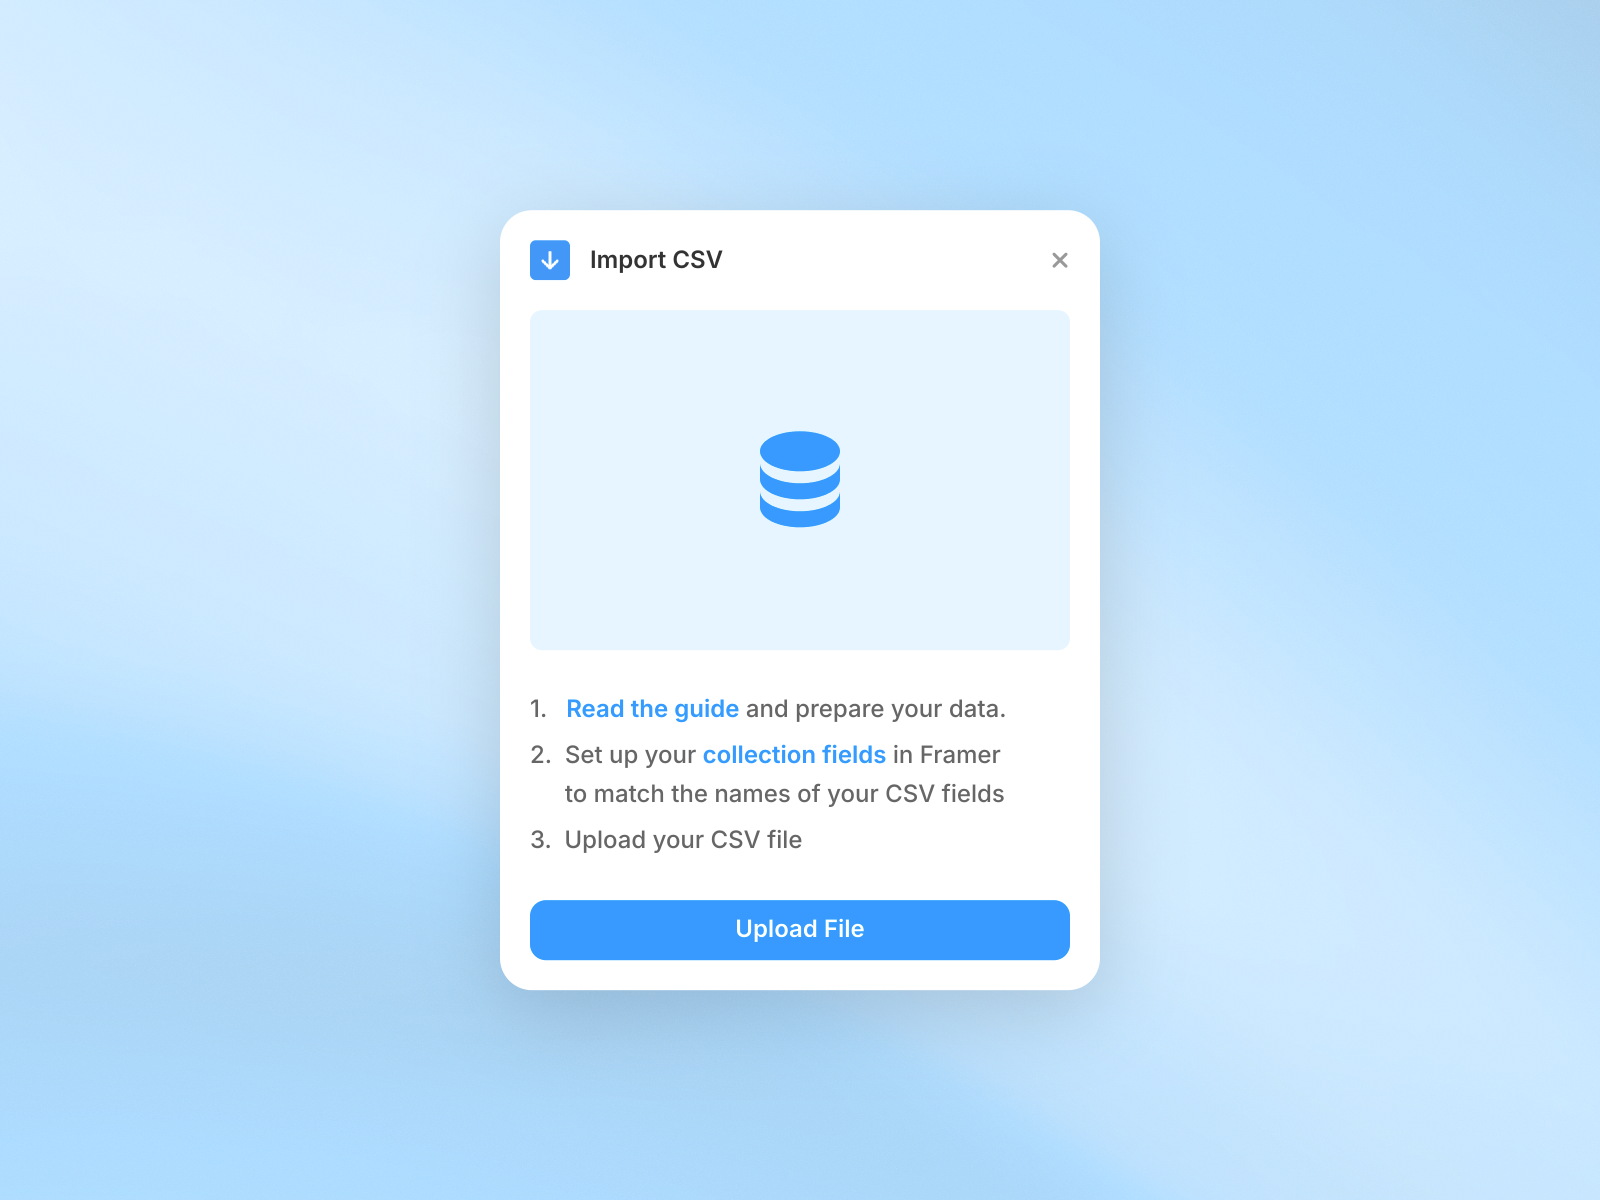 Import CSV
1. Read the guide and prepare your data.
2. Set up your collection fields in Framer
to match the names of your CSV fields
3. Upload your CSV file
Upload File